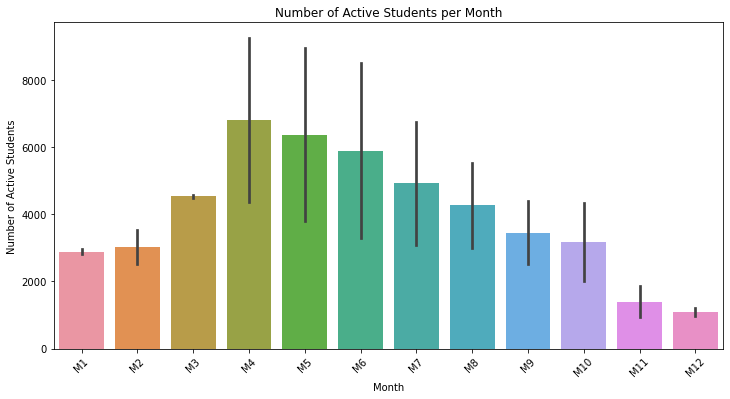 Number of Active Students per Month
Number of Active Students
8000
6000
4000
2000
0
M1 M2 M3 M4 M5 M6 M7 M8 M9 M10 M11 M12
Month